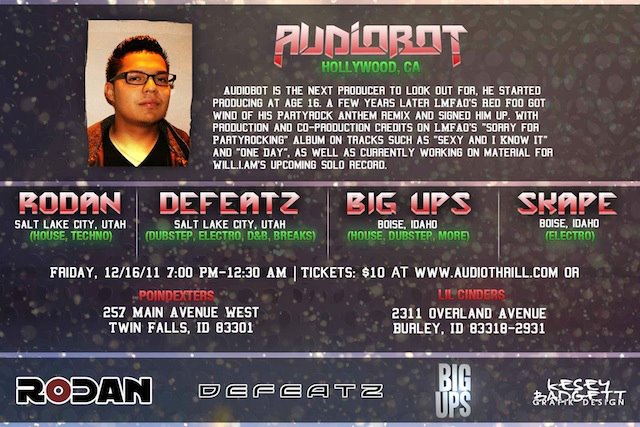 AUDIOBOT
HOLLYWOOD, CA
AUDIOBOT IS THE NEXT PRODUCER TO LOOK OUT FOR, HE STARTED
PRODUCING AT AGE 16. A FEW YEARS LATER LMFAO'S RED FOO GOT
WIND OF HIS PARTYROCK ANTHEM REMIX AND SIGNED HIM UP. WITH
PRODUCTION AND CO-PRODUCTION CREDITS ON LMFAO'S "SORRY FOR
PARTYROCKING" ALBUM ON TRACKS SUCH AS "SEXY AND I KNOW IT"
AND "ONE DAY", AS WELL AS CURRENTLY WORKING ON MATERIAL FOR
WILL.I.AM'S UPCOMING SOLO RECORD.
RODAN
SALT LAKE CITY, UTAH
(HOUSE, TECHNO)
DEFEATZ
SALT LAKE CITY, UTAH
(DUBSTEP, ELECTRO, D&B, BREAKS)
BIG UPS
BOISE, IDAHO
(HOUSE, DUBSTEP, MORE)
SKAPE
BOISE, IDAHO
(ELECTRO)
FRIDAY, 12/16/11 7:00 PM-12:30 AM | TICKETS: $10 AT WWW.AUDIOTHRILL.COM OR
POINDEXTERS
257 MAIN AVENUE WEST
TWIN FALLS, ID 83301
LIL CINDERS
2311 OVERLAND AVENUE
BURLEY, ID 83318-2931
RODAN
DEFEATZ
BIG
UPS
KESEY
BADGETT
GRAFIK DESIGN